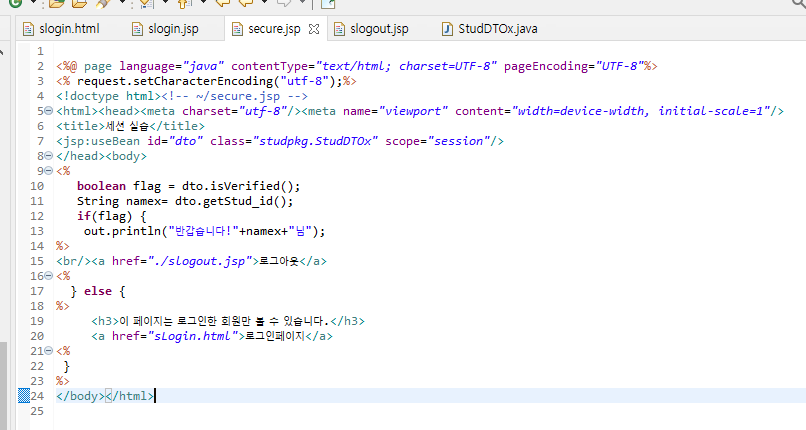 slogin.html slogin.jsp secure.jsp slogout.jsp StudDTOx.java
1
2 <%@ page language="java" contentType="text/html; charset=UTF-8" pageEncoding="UTF-8"%>
3 <% request.setCharacterEncoding("utf-8");%>
4 <!doctype html><!-- ~/secure.jsp -->
5 <html><head><meta charset="utf-8"/><meta name="viewport" content="width=device-width, initial-scale=1"/>
6 <title>세션 실습</title>
7 <jsp:useBean id="dto" class="studpkg.StudDTOx" scope="session"/>
8 </head><body>
9 <%
10 boolean flag = dto.isVerified();
11 String namex= dto.getStud_id();
12 if(flag) {
13 out.println("반갑습니다!"+namex+"님");
14 %>
15 <br/><a href="./slogout.jsp">로그아웃</a>
16 <%
17 } else {
18 %>
19 <h3>이 페이지는 로그인한 회원만 볼 수 있습니다.</h3>
20 <a href="sLogin.html">로그인페이지</a>
21 <%
22 }
23 %>
24 </body></html>
25